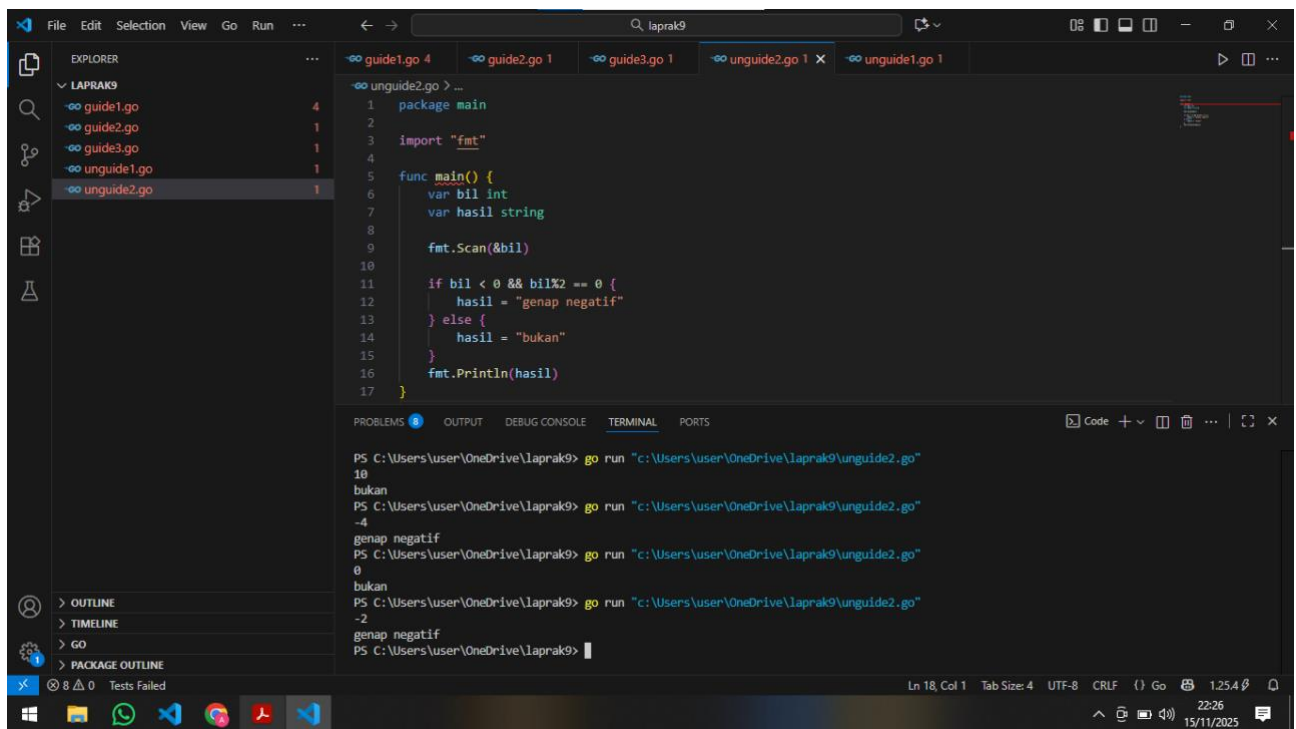 File Edit Selection View Go Run ... laprak9
EXPLORER ...
LAPRAK9
guide1.go 4
guide2.go 1
guide3.go 1
unguide1.go 1
unguide2.go 1
OUTLINE
TIMELINE
GO
PACKAGE OUTLINE
guide1.go 4 guide2.go 1 guide3.go 1 unguide2.go 1 unguide1.go 1
unguide2.go > ...
1 package main
2
3 import "fmt"
4
5 func main() {
6 var bil int
7 var hasil string
8
9 fmt.Scan(&bil)
10
11 if bil < 0 && bil%2 == 0 {
12 hasil = "genap negatif"
13 } else {
14 hasil = "bukan"
15 }
16 fmt.Println(hasil)
17 }
PROBLEMS 8 OUTPUT DEBUG CONSOLE TERMINAL PORTS Code
PS C:\Users\user\OneDrive\laprak9> go run "c:\Users\user\OneDrive\laprak9\unguide2.go"
10
bukan
PS C:\Users\user\OneDrive\laprak9> go run "c:\Users\user\OneDrive\laprak9\unguide2.go"
-4
genap negatif
PS C:\Users\user\OneDrive\laprak9> go run "c:\Users\user\OneDrive\laprak9\unguide2.go"
0
bukan
PS C:\Users\user\OneDrive\laprak9> go run "c:\Users\user\OneDrive\laprak9\unguide2.go"
-2
genap negatif
PS C:\Users\user\OneDrive\laprak9>
1
8 0 Tests Failed Ln 18, Col 1 Tab Size: 4 UTF-8 CRLF {} Go 1.25.4
22:26
15/11/2025